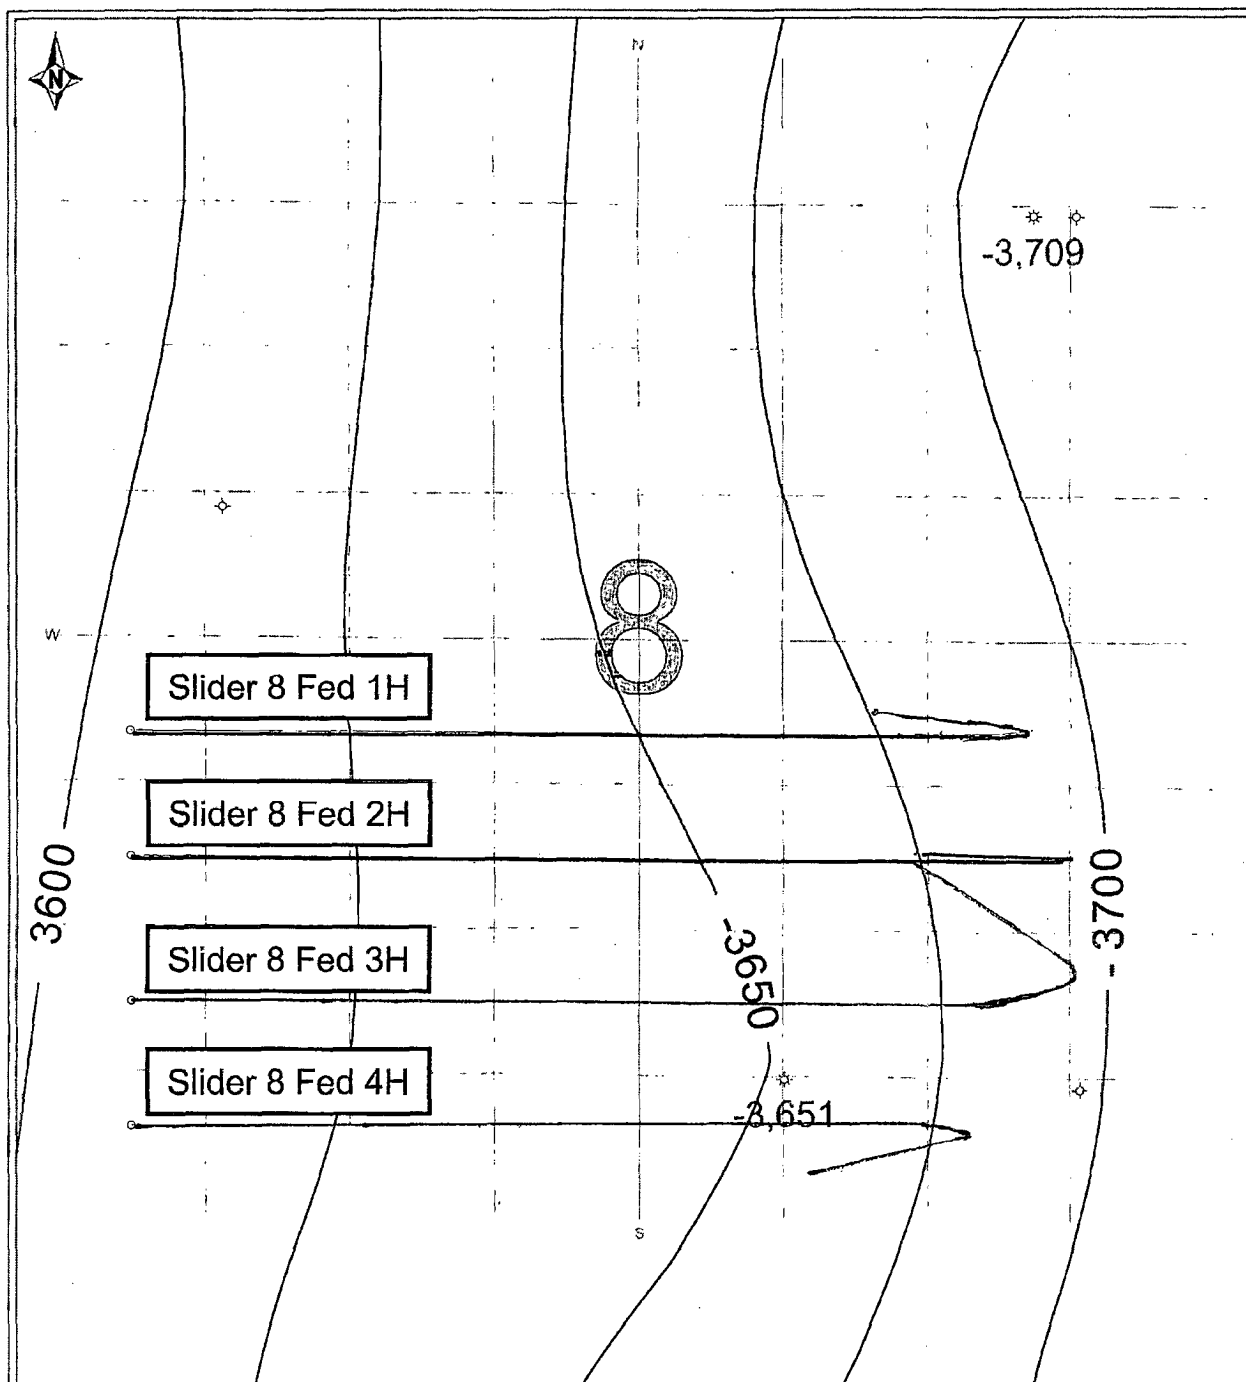 N
N
-3,709
8
W
Slider 8 Fed 1H
Slider 8 Fed 2H
3600
-3700
Slider 8 Fed 3H
-3650
Slider 8 Fed 4H
-3,651
S